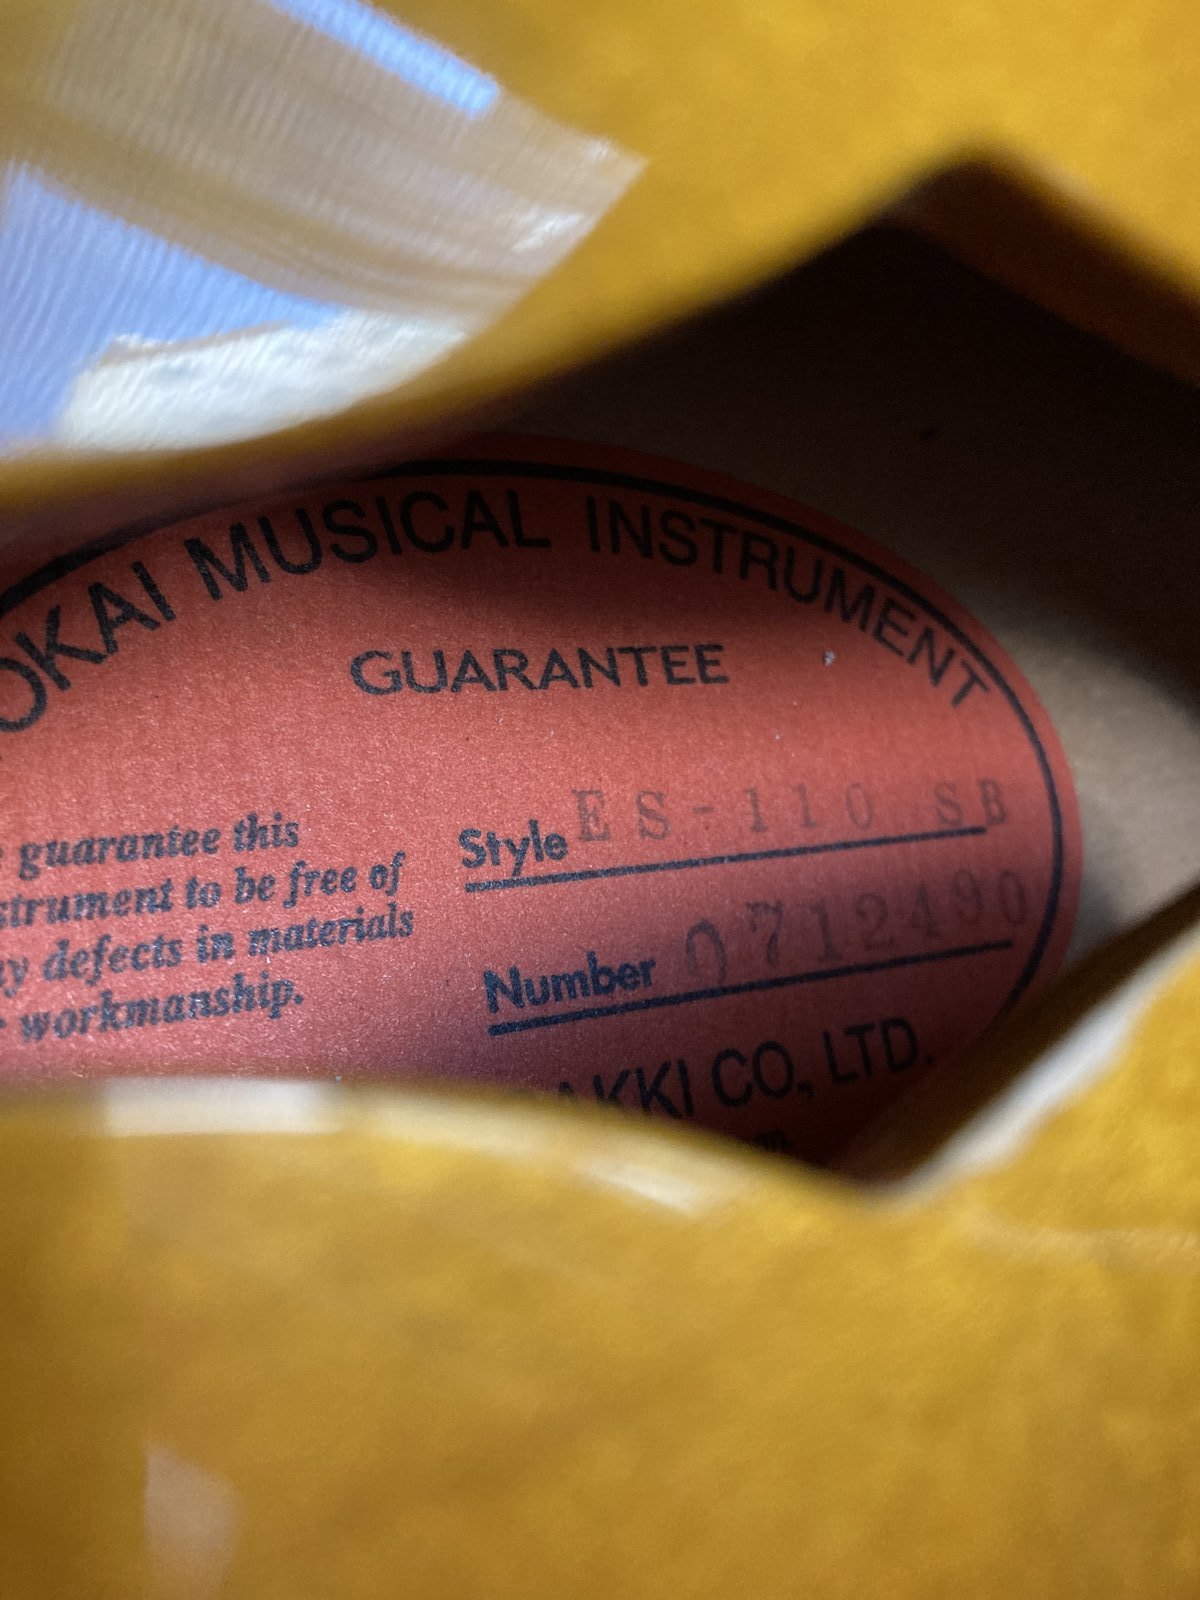 OKAI MUSICAL INSTRUMENT
GUARANTEE
guarantee this
strument to be free of
y defects in materials
workmanship.
Style ES-110 SB
Number 0712490
AKKI CO., LTD.